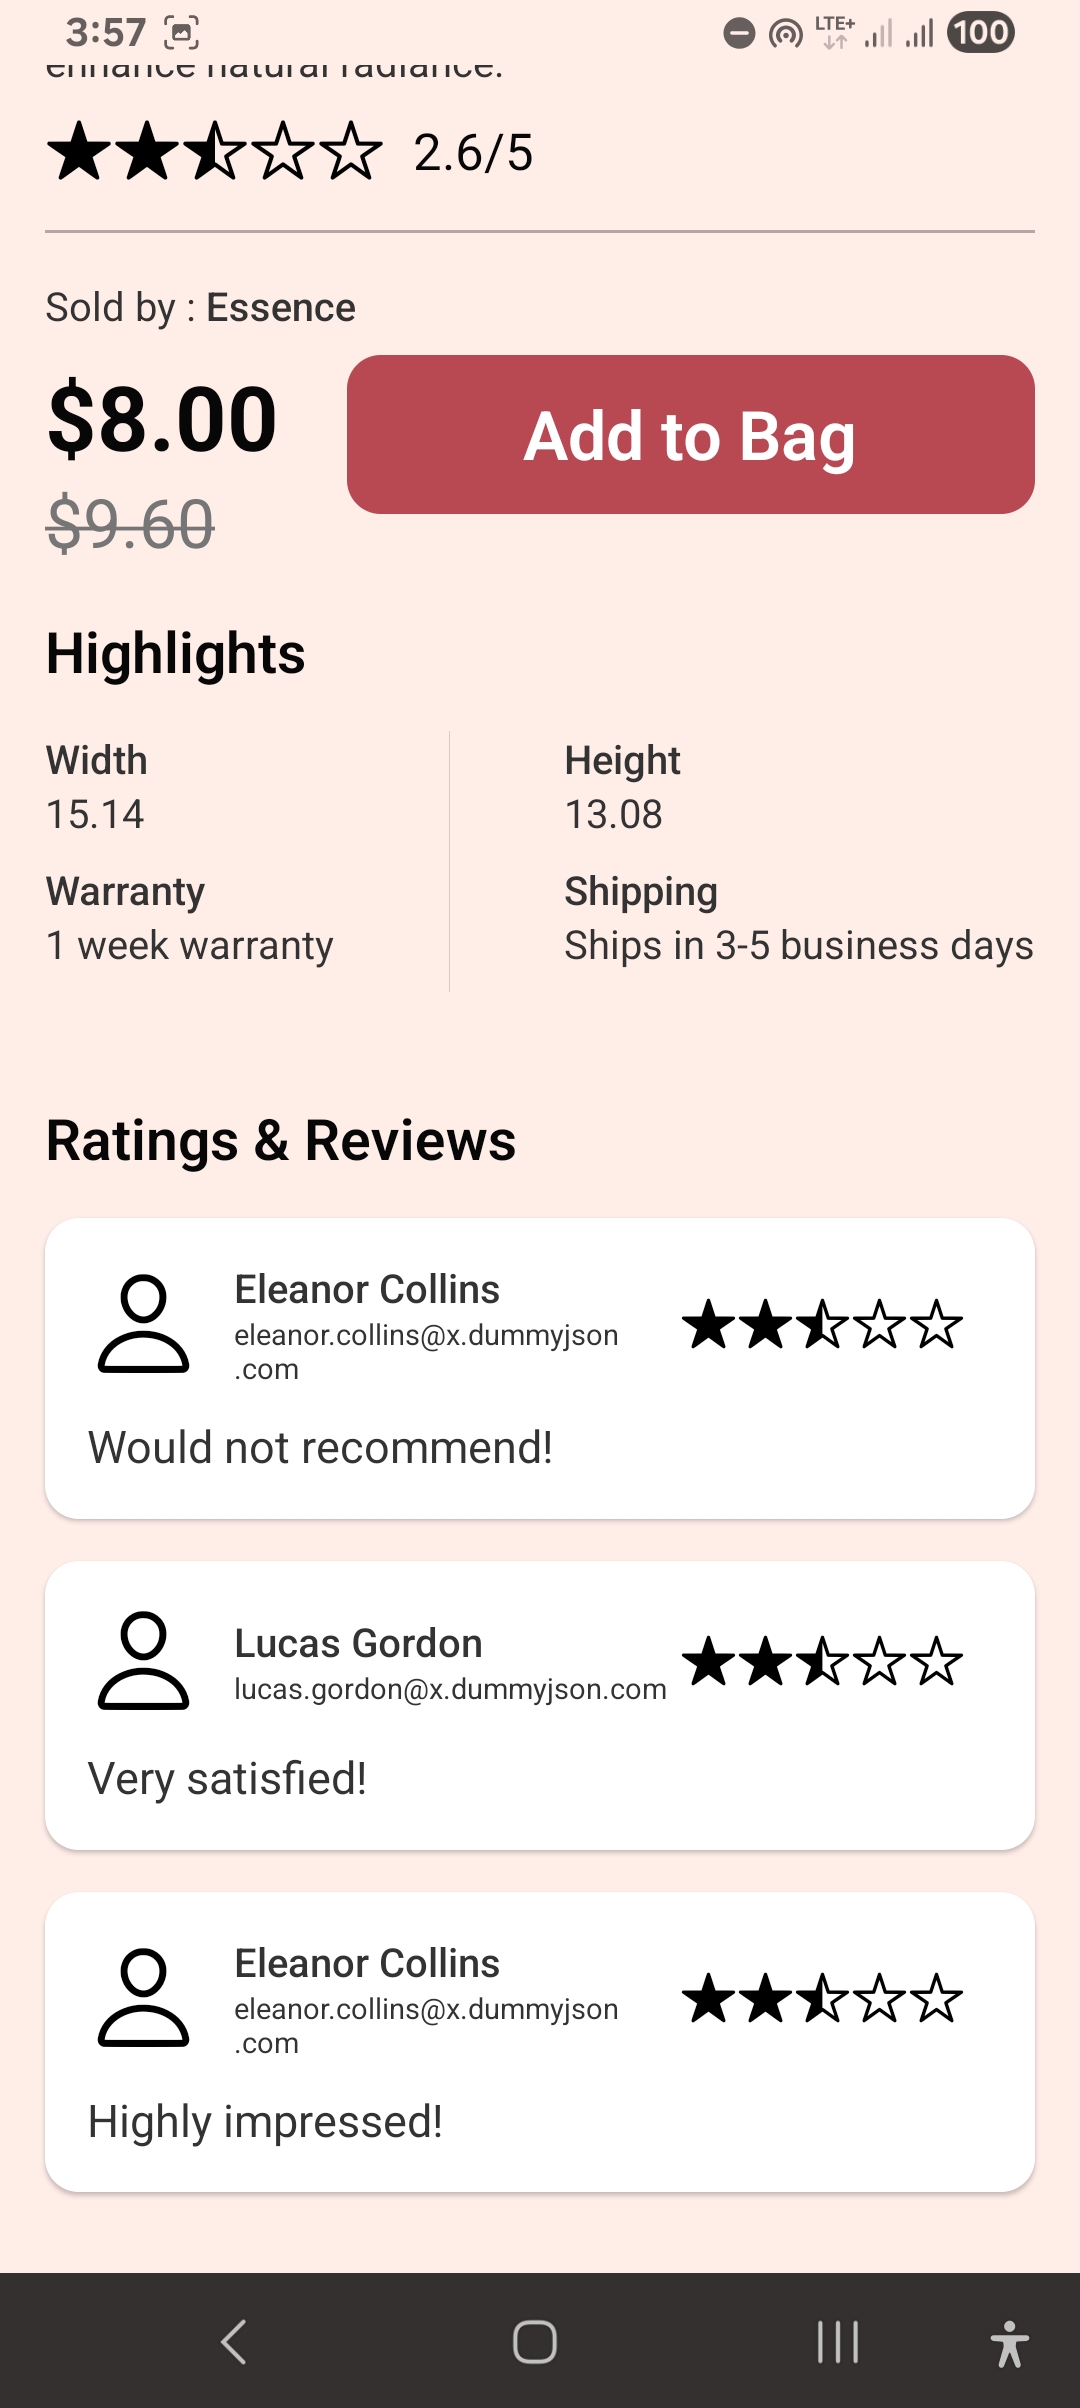 3:57
LTE+
100
enhance natural radiance.
2.6/5
Sold by : Essence
$8.00
Add to Bag
$9.60
Highlights
Width
Height
15.14
13.08
Warranty
Shipping
1 week warranty
Ships in 3-5 business days
Ratings & Reviews
Eleanor Collins
eleanor.collins@x.dummyjson
.com
Would not recommend!
Lucas Gordon
lucas.gordon@x.dummyjson.com
Very satisfied!
Eleanor Collins
eleanor.collins@x.dummyjson
.com
Highly impressed!